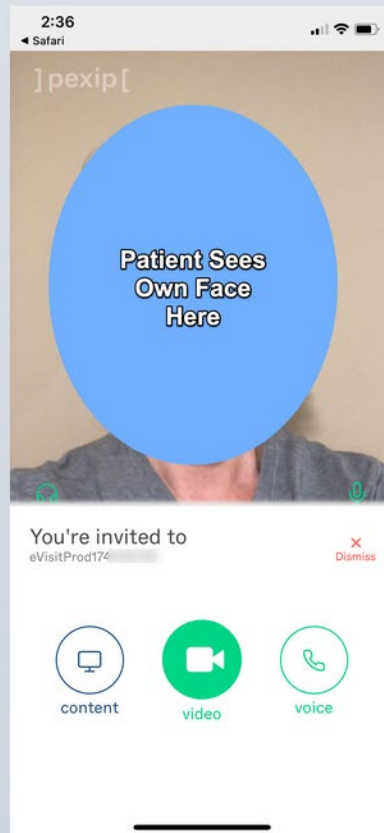 2:36
◄ Safari
]pexip[
Patient Sees
Own Face
Here
You're invited to
eVisitProd174
Dismiss
content
video
voice